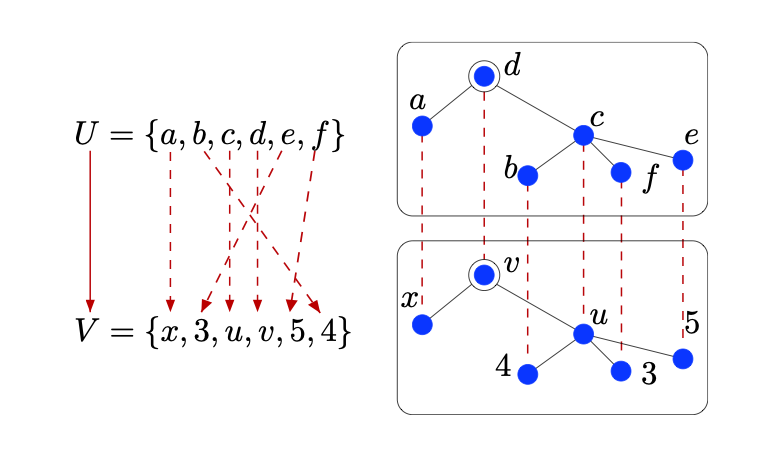 U = {a, b, c, d, e, f}
V = {x, 3, u, v, 5, 4}
d
a
c
e
b
f
v
x
u
5
4
3